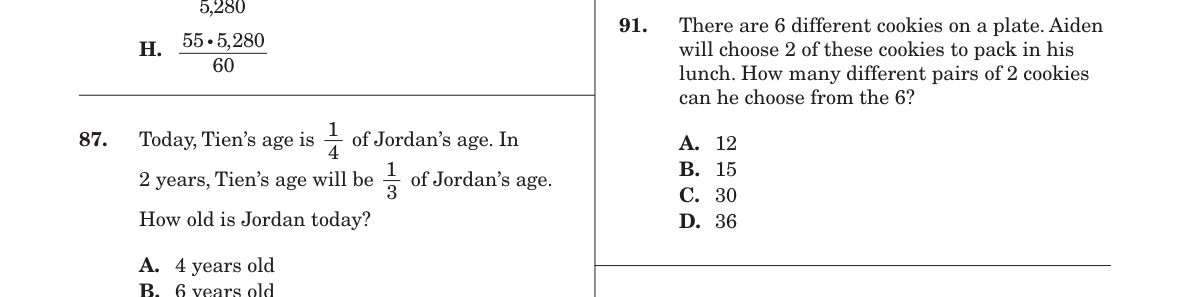 5,280
H. 55 • 5,280
60
87. Today, Tien's age is 1/4 of Jordan's age. In
2 years, Tien's age will be 1/3 of Jordan's age.
How old is Jordan today?
A. 4 years old
B. 6 years old
91. There are 6 different cookies on a plate. Aiden
will choose 2 of these cookies to pack in his
lunch. How many different pairs of 2 cookies
can he choose from the 6?
A. 12
B. 15
C. 30
D. 36